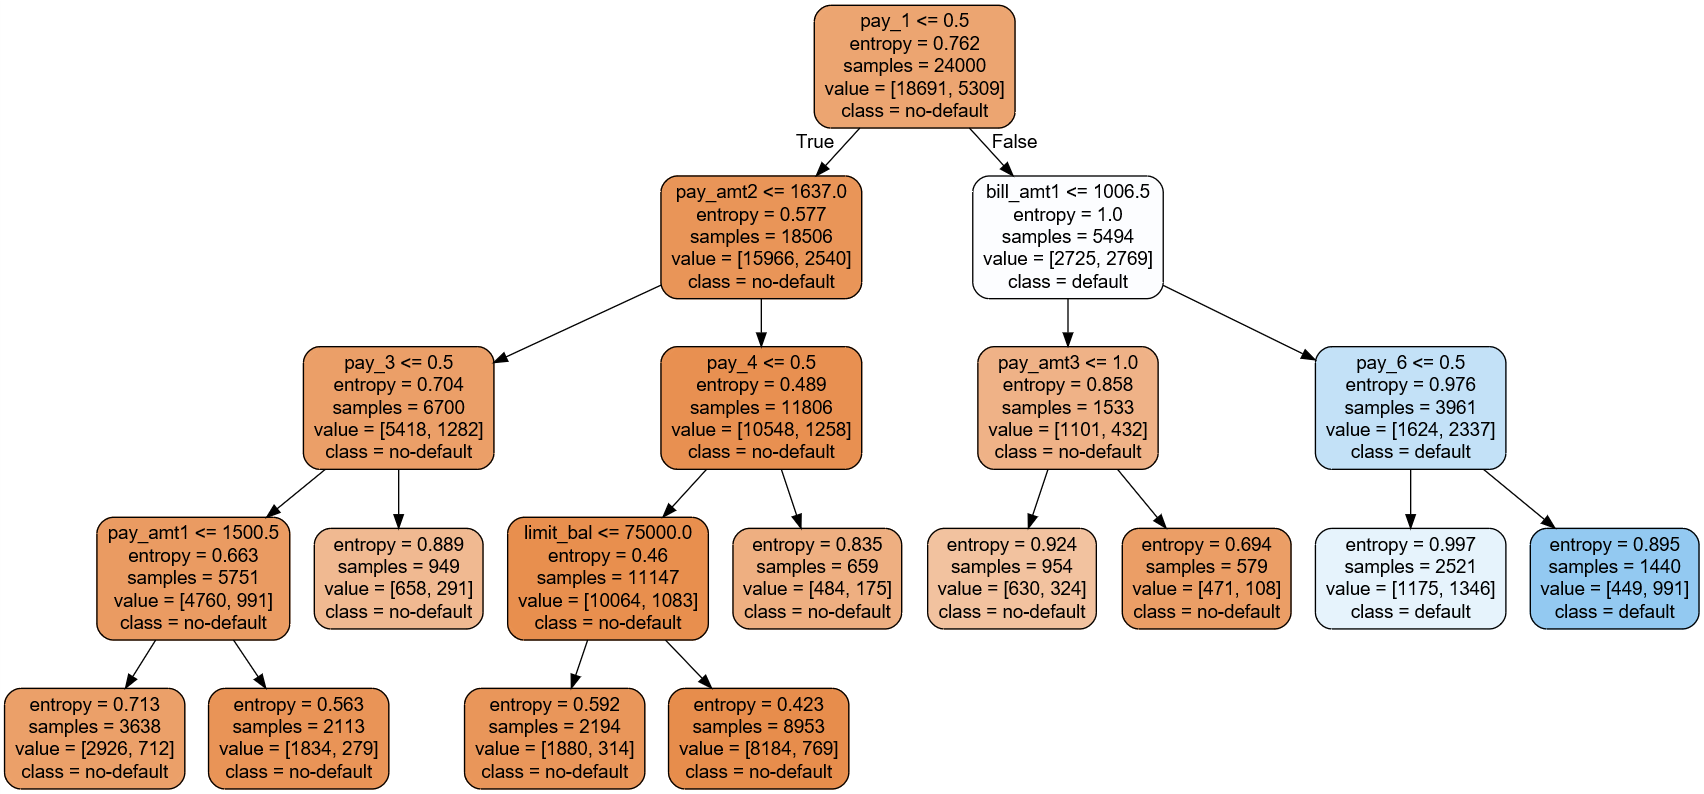 pay_1 <= 0.5
entropy = 0.762
samples = 24000
value = [18691, 5309]
class = no-default
True
False
pay_amt2 <= 1637.0
entropy = 0.577
samples = 18506
value = [15966, 2540]
class = no-default
bill_amt1 <= 1006.5
entropy = 1.0
samples = 5494
value = [2725, 2769]
class = default
pay_3 <= 0.5
entropy = 0.704
samples = 6700
value = [5418, 1282]
class = no-default
pay_4 <= 0.5
entropy = 0.489
samples = 11806
value = [10548, 1258]
class = no-default
pay_amt3 <= 1.0
entropy = 0.858
samples = 1533
value = [1101, 432]
class = no-default
pay_6 <= 0.5
entropy = 0.976
samples = 3961
value = [1624, 2337]
class = default
pay_amt1 <= 1500.5
entropy = 0.663
samples = 5751
value = [4760, 991]
class = no-default
entropy = 0.889
samples = 949
value = [658, 291]
class = no-default
limit_bal <= 75000.0
entropy = 0.46
samples = 11147
value = [10064, 1083]
class = no-default
entropy = 0.835
samples = 659
value = [484, 175]
class = no-default
entropy = 0.924
samples = 954
value = [630, 324]
class = no-default
entropy = 0.694
samples = 579
value = [471, 108]
class = no-default
entropy = 0.997
samples = 2521
value = [1175, 1346]
class = default
entropy = 0.895
samples = 1440
value = [449, 991]
class = default
entropy = 0.713
samples = 3638
value = [2926, 712]
class = no-default
entropy = 0.563
samples = 2113
value = [1834, 279]
class = no-default
entropy = 0.592
samples = 2194
value = [1880, 314]
class = no-default
entropy = 0.423
samples = 8953
value = [8184, 769]
class = no-default